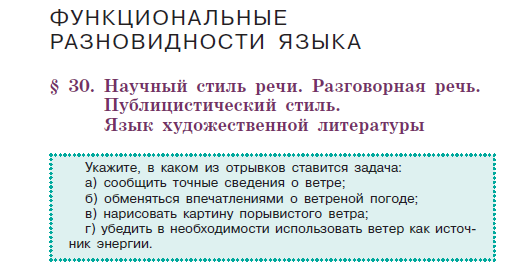 ФУНКЦИОНАЛЬНЫЕ
РАЗНОВИДНОСТИ ЯЗЫКА
§ 30. Научный стиль речи. Разговорная речь.
Публицистический стиль.
Язык художественной литературы
Укажите, в каком из отрывков ставится задача:
а) сообщить точные сведения о ветре;
б) обменяться впечатлениями о ветреной погоде;
в) нарисовать картину порывистого ветра;
г) убедить в необходимости использовать ветер как источ-
ник энергии.